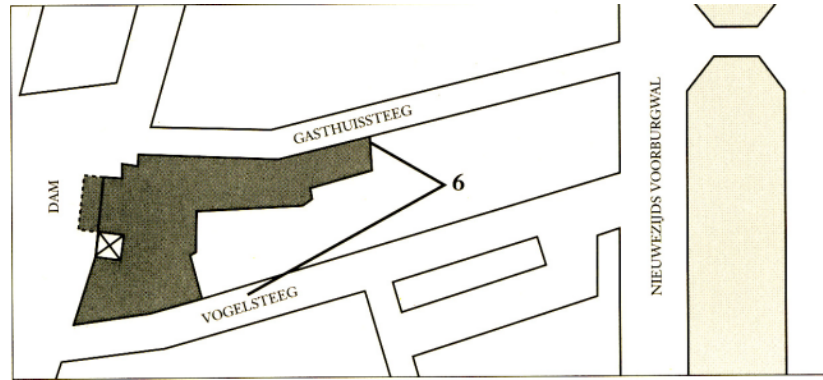 GASTHUISSTEEG
DAM
6
VOGELSTEEG
NIEUWEZIJDS VOORBURGWAL